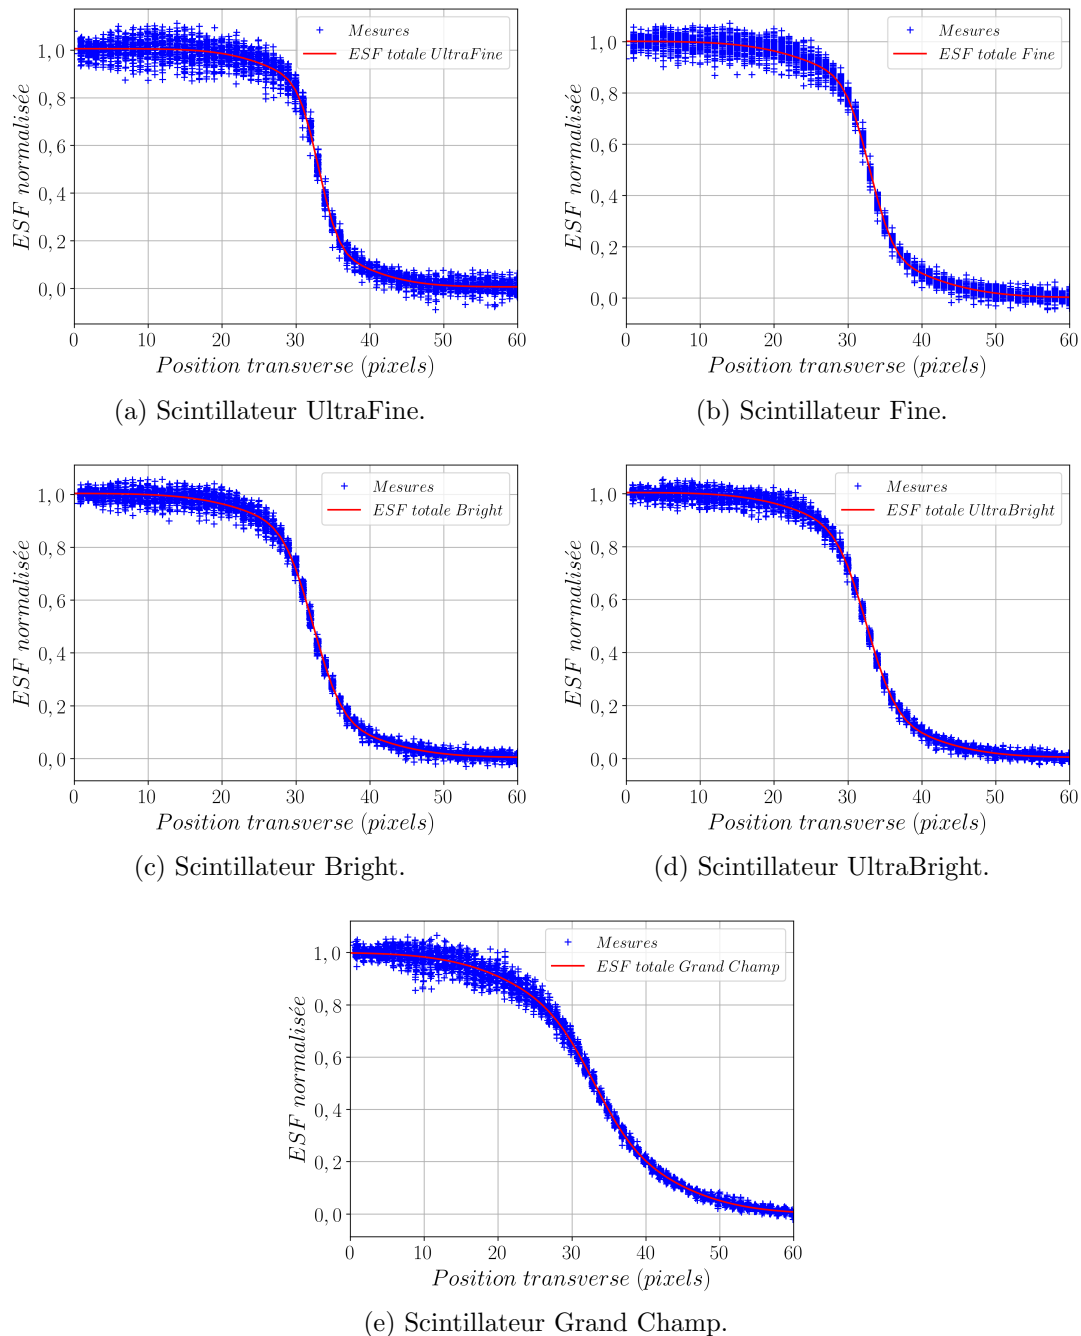 ESF normalisée
1,0
0,8
0,6
0,4
0,2
0,0
0 10 20 30 40 50 60
Position transverse (pixels)
Mesures
ESF totale UltraFine
(a) Scintillateur UltraFine.
ESF normalisée
1,0
0,8
0,6
0,4
0,2
0,0
0 10 20 30 40 50 60
Position transverse (pixels)
Mesures
ESF totale Fine
(b) Scintillateur Fine.
ESF normalisée
1,0
0,8
0,6
0,4
0,2
0,0
0 10 20 30 40 50 60
Position transverse (pixels)
Mesures
ESF totale Bright
(c) Scintillateur Bright.
ESF normalisée
1,0
0,8
0,6
0,4
0,2
0,0
0 10 20 30 40 50 60
Position transverse (pixels)
Mesures
ESF totale UltraBright
(d) Scintillateur UltraBright.
ESF normalisée
1,0
0,8
0,6
0,4
0,2
0,0
0 10 20 30 40 50 60
Position transverse (pixels)
Mesures
ESF totale Grand Champ
(e) Scintillateur Grand Champ.